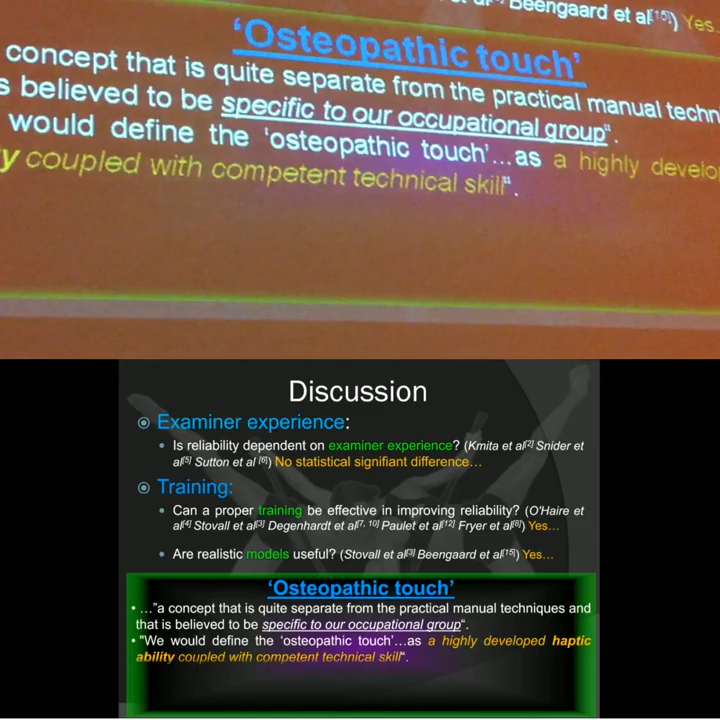 Beengaard et al[15]) Yes...
'Osteopathic touch'
concept that is quite separate from the practical manual techn
s believed to be specific to our occupational group".
would define the 'osteopathic touch'...as a highly develo
y coupled with competent technical skill".
Discussion
Examiner experience:
• Is reliability dependent on examiner experience? (Kmita et al[2] Snider et
al[5] Sutton et al [6]) No statistical signifiant difference...
Training:
• Can a proper training be effective in improving reliability? (O'Haire et
al[4] Stovall et al[3] Degenhardt et al[7, 10] Paulet et al[12] Fryer et al[8]) Yes...
• Are realistic models useful? (Stovall et al[3] Beengaard et al[15]) Yes...
'Osteopathic touch'
• ..."a concept that is quite separate from the practical manual techniques and
that is believed to be specific to our occupational group".
• "We would define the 'osteopathic touch'...as a highly developed haptic
ability coupled with competent technical skill".